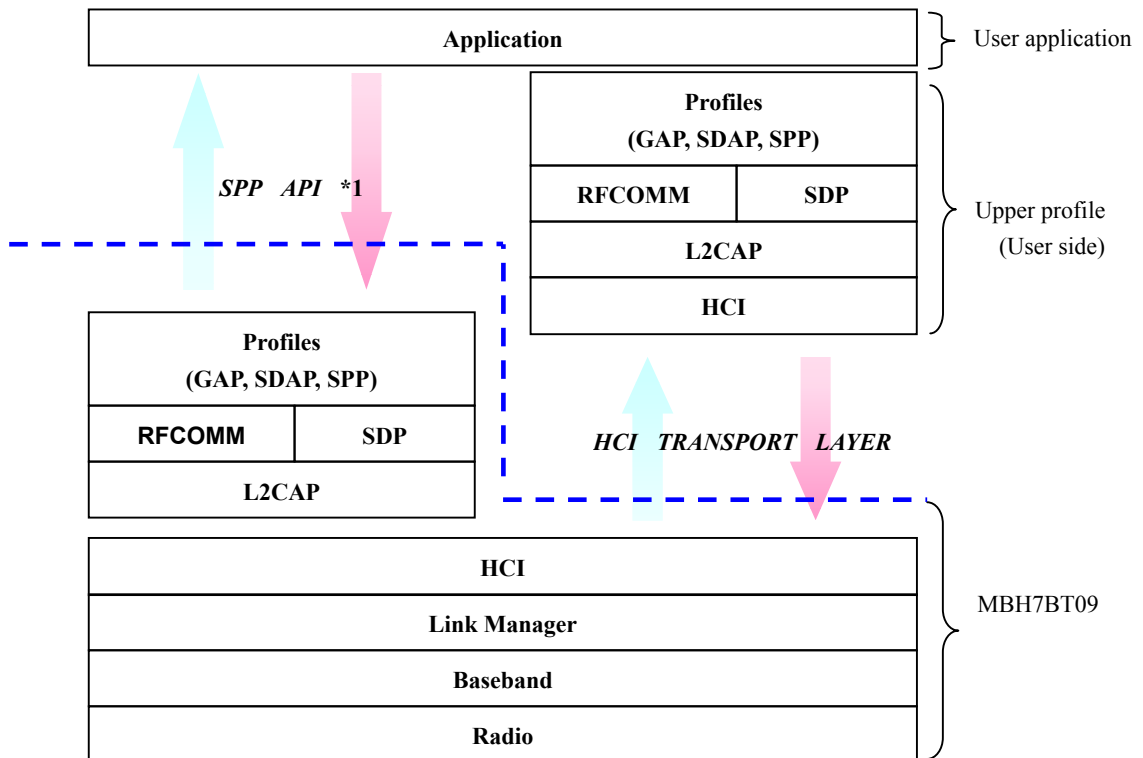 Application
User application
Profiles
(GAP, SDAP, SPP)
RFCOMM
SDP
L2CAP
HCI
Upper profile
(User side)
SPP API *1
Profiles
(GAP, SDAP, SPP)
RFCOMM
SDP
L2CAP
HCI TRANSPORT LAYER
HCI
Link Manager
Baseband
Radio
MBH7BT09